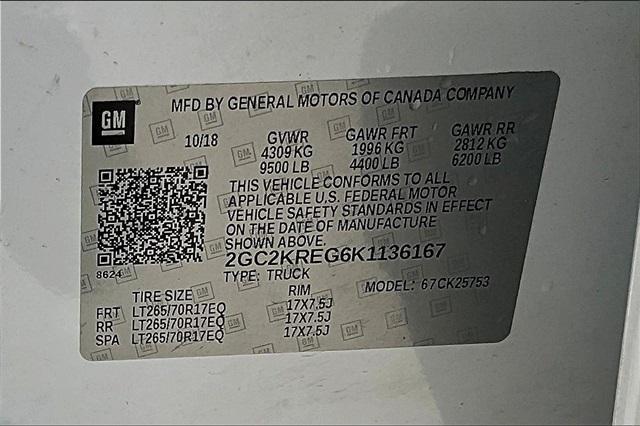 GM
MFD BY GENERAL MOTORS OF CANADA COMPANY
10/18 GVWR GAWR FRT GAWR RR
4309 KG 1996 KG 2812 KG
9500 LB 4400 LB 6200 LB
THIS VEHICLE CONFORMS TO ALL
APPLICABLE U.S. FEDERAL MOTOR
VEHICLE SAFETY STANDARDS IN EFFECT
ON THE DATE OF MANUFACTURE
SHOWN ABOVE.
8624
2GC2KREG6K1136167
TYPE: TRUCK MODEL: 67CK25753
TIRE SIZE RIM
FRT LT265/70R17EQ 17X7.5J
RR LT265/70R17EQ 17X7.5J
SPA LT265/70R17EQ 17X7.5J